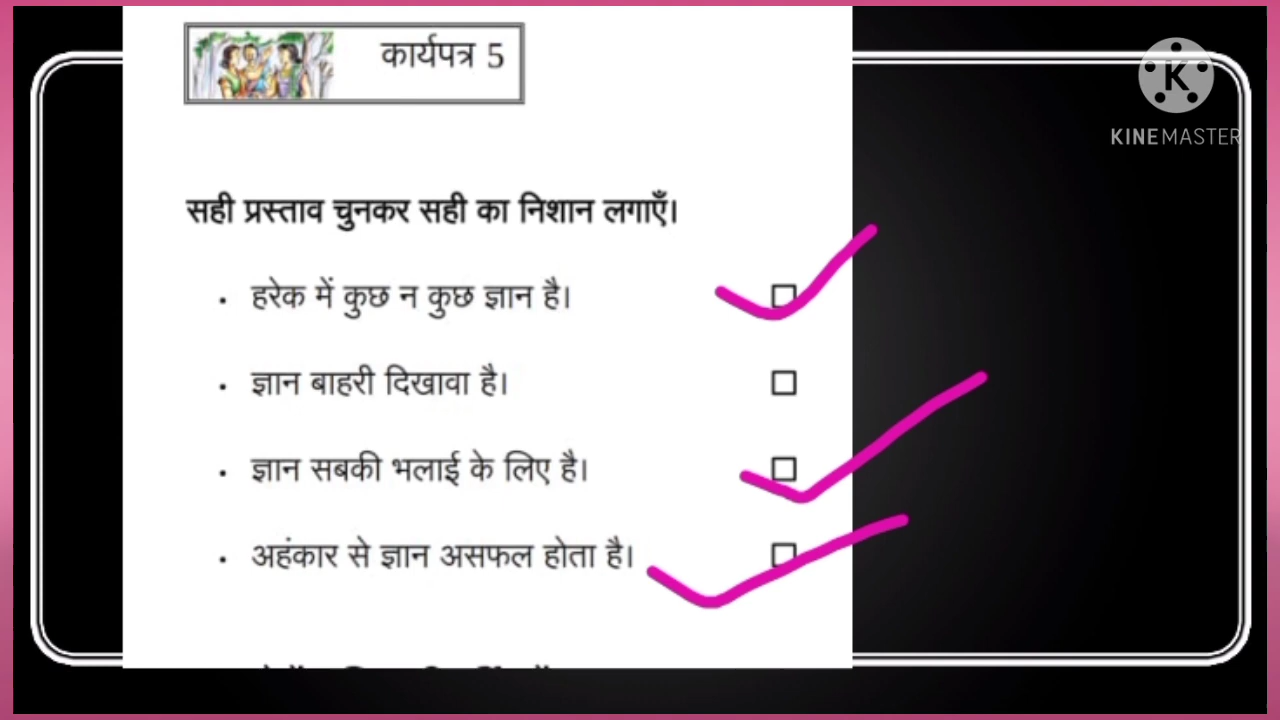 कार्यपत्र 5
KINEMASTER
सही प्रस्ताव चुनकर सही का निशान लगाएँ।
• हरेक में कुछ न कुछ ज्ञान है।
• ज्ञान बाहरी दिखावा है।
• ज्ञान सबकी भलाई के लिए है।
• अहंकार से ज्ञान असफल होता है।